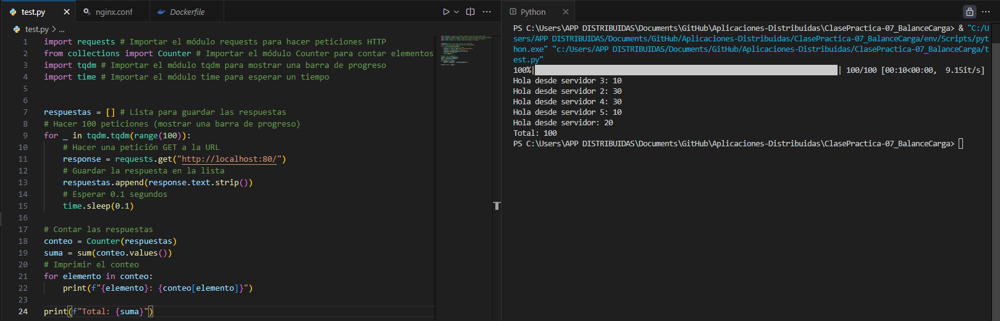 test.py
nginx.conf
Dockerfile
test.py > ...
1 import requests # Importar el módulo requests para hacer peticiones HTTP
2 from collections import Counter # Importar el módulo Counter para contar elementos
3 import tqdm # Importar el módulo tqdm para mostrar una barra de progreso
4 import time # Importar el módulo time para esperar un tiempo
5
6
7 respuestas = [] # Lista para guardar las respuestas
8 # Hacer 100 peticiones (mostrar una barra de progreso)
9 for _ in tqdm.tqdm(range(100)):
10     # Hacer una petición GET a la URL
11     response = requests.get("http://localhost:80/")
12     # Guardar la respuesta en la lista
13     respuestas.append(response.text.strip())
14     # Esperar 0.1 segundos
15     time.sleep(0.1)
16
17 # Contar las respuestas
18 conteo = Counter(respuestas)
19 suma = sum(conteo.values())
20 # Imprimir el conteo
21 for elemento in conteo:
22     print(f"{elemento}: {conteo[elemento]}")
23
24 print(f"Total: {suma}")
Python
PS C:\Users\APP DISTRIBUIDAS\Documents\GitHub\Aplicaciones-Distribuidas\ClasePractica-07_BalanceCarga> & "C:/U
sers/APP DISTRIBUIDAS/Documents/GitHub/Aplicaciones-Distribuidas/ClasePractica-07_BalanceCarga/env/Scripts/pyt
hon.exe" "c:/Users/APP DISTRIBUIDAS/Documents/GitHub/Aplicaciones-Distribuidas/ClasePractica-07_BalanceCarga/t
est.py"
100%| | 100/100 [00:10<00:00,  9.15it/s]
Hola desde servidor 3: 10
Hola desde servidor 2: 30
Hola desde servidor 4: 30
Hola desde servidor 5: 10
Hola desde servidor: 20
Total: 100
PS C:\Users\APP DISTRIBUIDAS\Documents\GitHub\Aplicaciones-Distribuidas\ClasePractica-07_BalanceCarga>